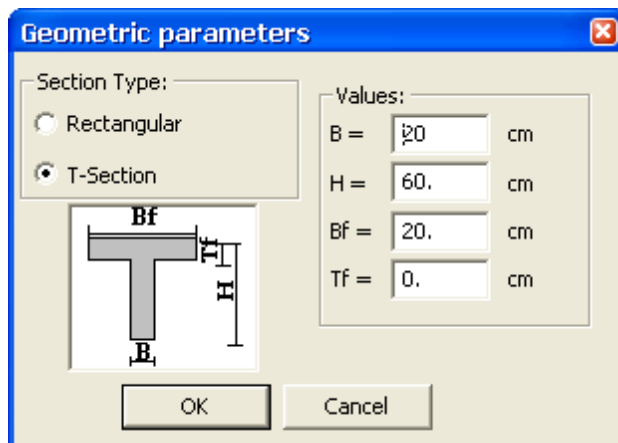 Geometric parameters
Section Type:
Rectangular
T-Section
Values:
B = 20 cm
H = 60. cm
Bf = 20. cm
Tf = 0. cm
Bf
Tf
H
B
OK
Cancel